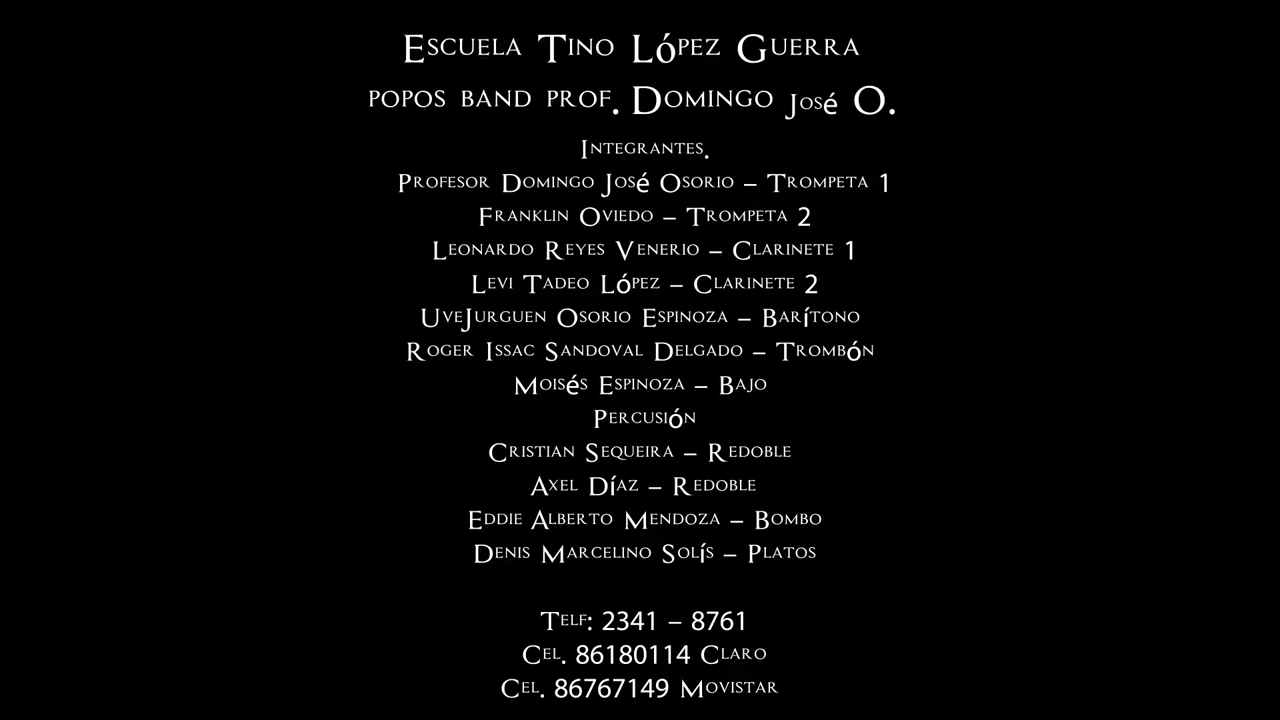 Escuela Tino López Guerra
popos band prof. Domingo José O.
Integrantes.
Profesor Domingo José Osorio – Trompeta 1
Franklin Oviedo – Trompeta 2
Leonardo Reyes Venerio – Clarinete 1
Levi Tadeo López – Clarinete 2
UveJurguen Osorio Espinoza – Barítono
Roger Issac Sandoval Delgado – Trombón
Moisés Espinoza – Bajo
Percusión
Cristian Sequeira – Redoble
Axel Díaz – Redoble
Eddie Alberto Mendoza – Bombo
Denis Marcelino Solís – Platos
Telf: 2341 – 8761
Cel. 86180114 Claro
Cel. 86767149 Movistar